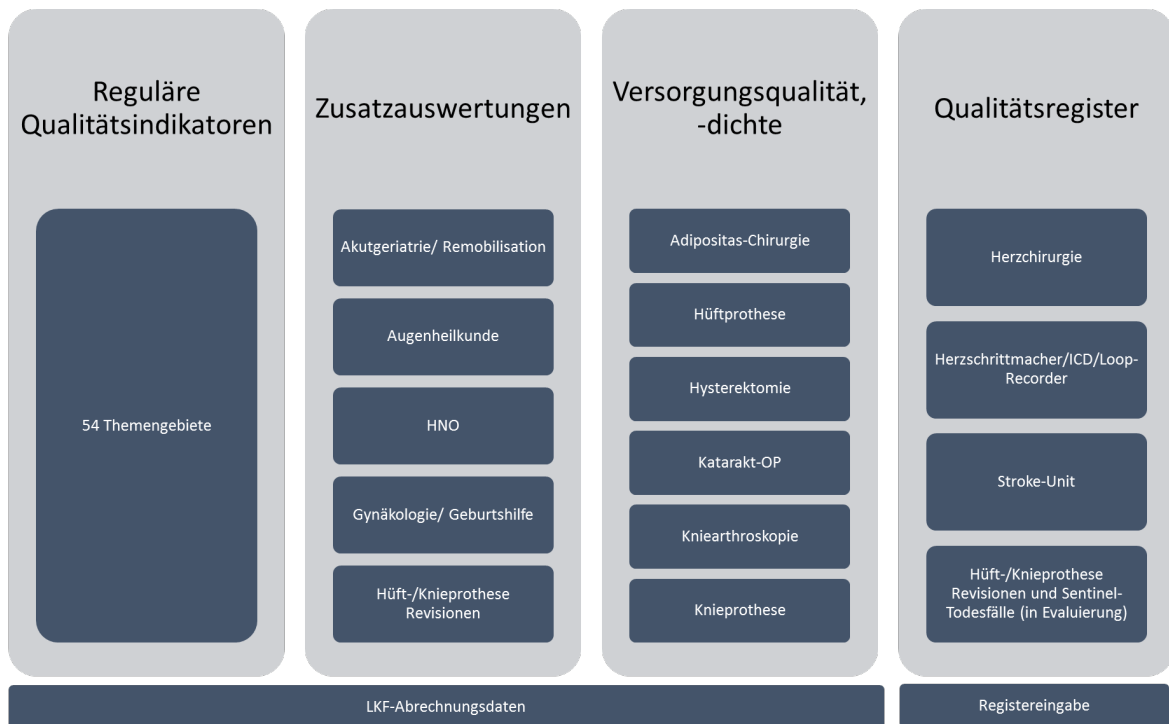 Reguläre
Qualitätsindikatoren
54 Themengebiete
Zusatzauswertungen
Akutgeriatrie/ Remobilisation
Augenheilkunde
HNO
Gynäkologie/ Geburtshilfe
Hüft-/Knieprothese
Revisionen
Versorgungsqualität,
-dichte
Adipositas-Chirurgie
Hüftprothese
Hysterektomie
Katarakt-OP
Kniearthroskopie
Knieprothese
Qualitätsregister
Herzchirurgie
Herzschrittmacher/ICD/Loop-
Recorder
Stroke-Unit
Hüft-/Knieprothese
Revisionen und Sentinel-
Todesfälle (in Evaluierung)
LKF-Abrechnungsdaten
Registereingabe